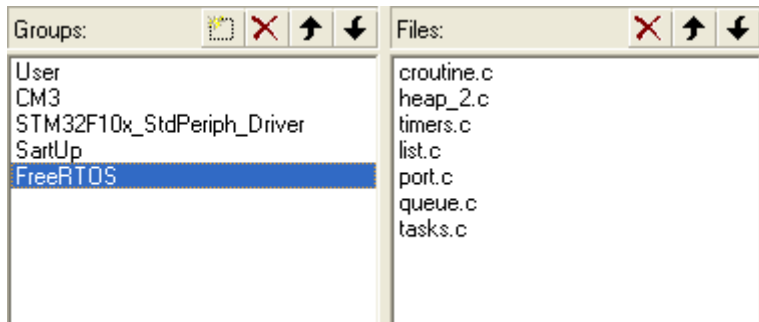 Groups:
User
CM3
STM32F10x_StdPeriph_Driver
SartUp
FreeRTOS
Files:
croutine.c
heap_2.c
timers.c
list.c
port.c
queue.c
tasks.c